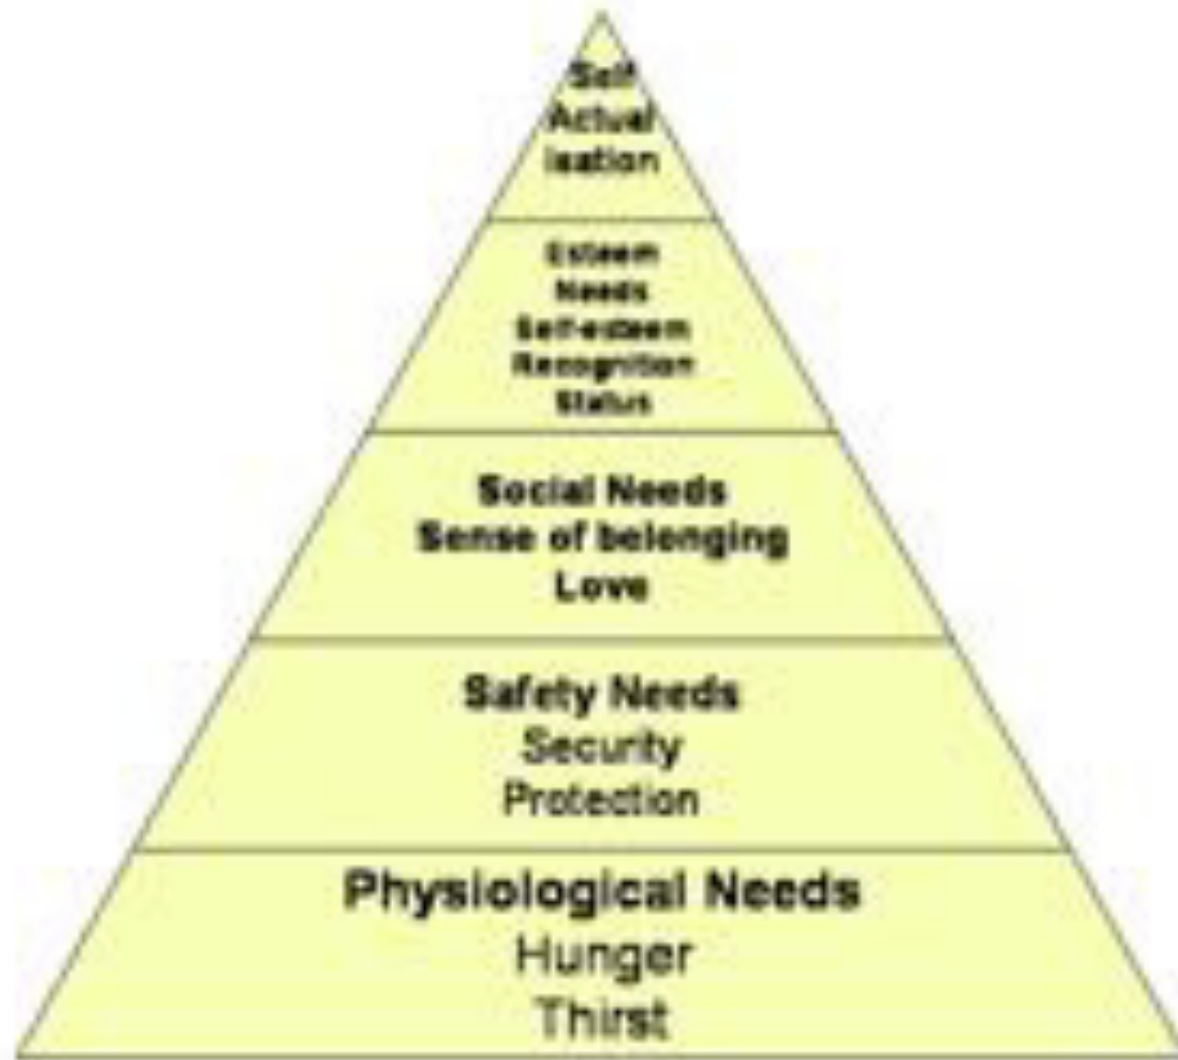 Self
Actual
isation
Esteem
Needs
Self-esteem
Recognition
Status
Social Needs
Sense of belonging
Love
Safety Needs
Security
Protection
Physiological Needs
Hunger
Thirst